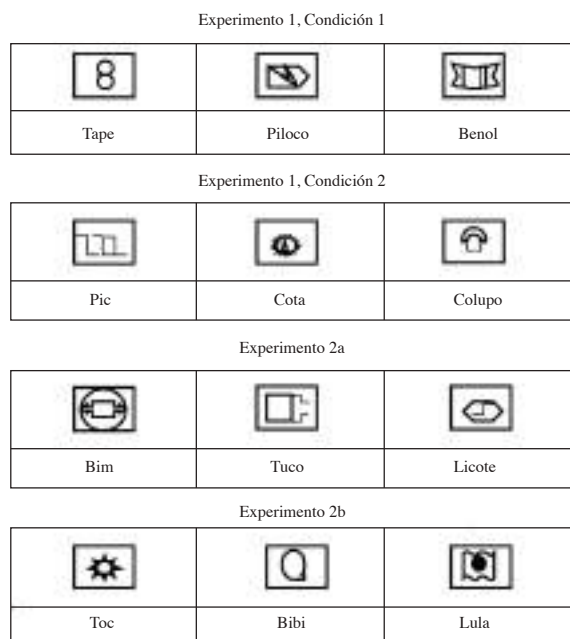 Experimento 1, Condición 1
Tape Piloco Benol
Experimento 1, Condición 2
Pic Cota Colupo
Experimento 2a
Bim Tuco Licote
Experimento 2b
Toc Bibi Lula